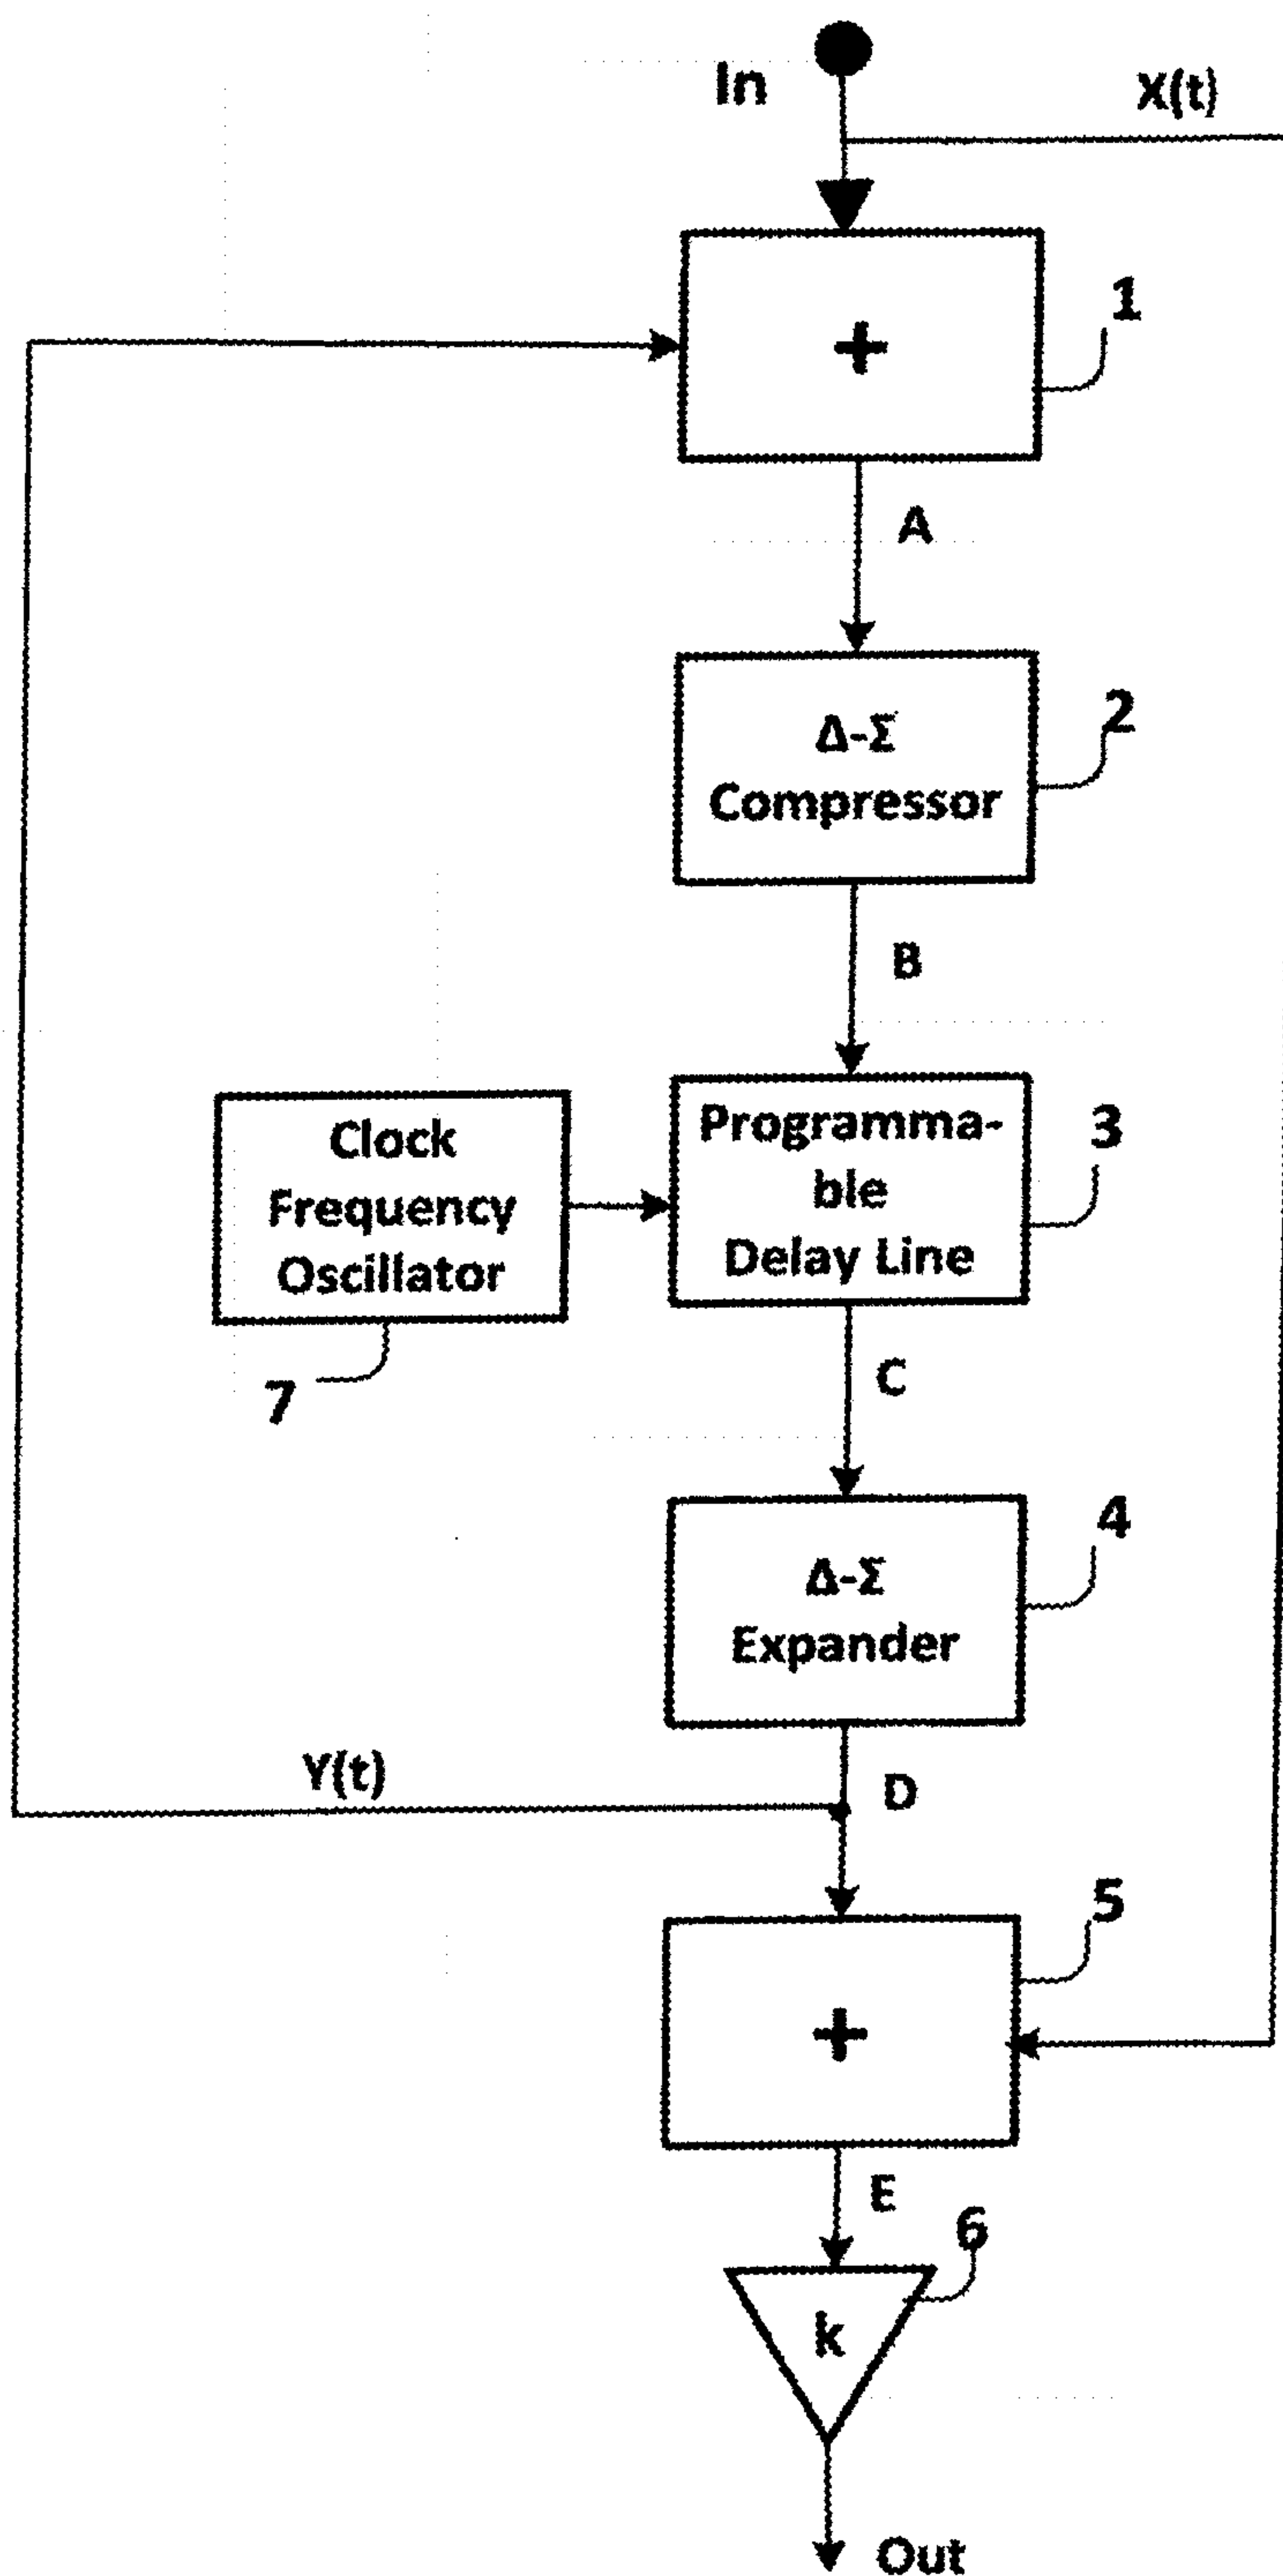 In
X(t)
+
1
A
Δ-Σ
Compressor
2
B
Clock
Frequency
Oscillator
7
Programma-
ble
Delay Line
3
C
Δ-Σ
Expander
4
Y(t)
D
+
5
E
k
6
Out